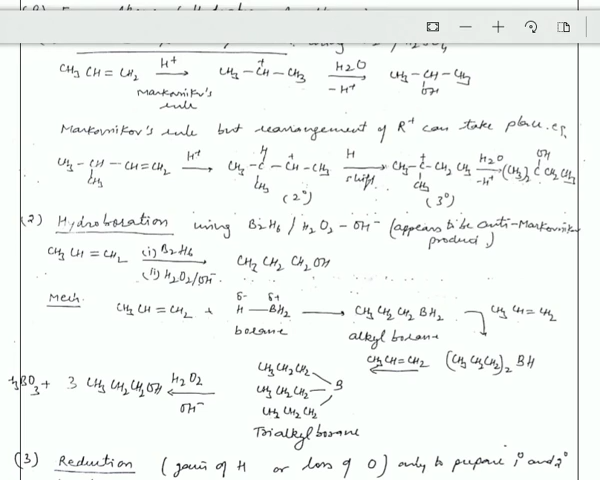 CH3 CH = CH2 —H+→ CH3 – C+H – CH3 —H2O / –H+→ CH3 – CH – CH3
OH
Markovnikov's rule
Markovnikov's rule but rearrangement of R+ can take place. eg.
CH3 – CH – CH = CH2 —H+→ CH3 – C – C+H – CH3 —H shift→ CH3 – C+ – CH2 CH3 —H2O / –H+→ (CH3)2 C CH2 CH3
CH3 H CH3 (2°) CH3 (3°) OH
(2) Hydroboration using B2H6 / H2O2 – OH– (appears to be anti-Markovnikov product)
CH3 CH = CH2 (i) B2H6 (ii) H2O2/OH– → CH3 CH2 CH2 OH
Mech. CH3 CH = CH2 + δ– H – δ+ BH2 → CH3 CH2 CH2 BH2 CH3 CH = CH2
borane alkyl borane
CH3 CH = CH2 (CH3 CH2 CH2)2 BH
3BO3 + 3 CH3 CH2 CH2 OH ← H2O2 OH–
CH3 CH2 CH2
CH3 CH2 CH2 – B
CH3 CH2 CH2
Trialkyl borane
(3) Reduction (gain of H or loss of O) only to prepare 1° and 2°